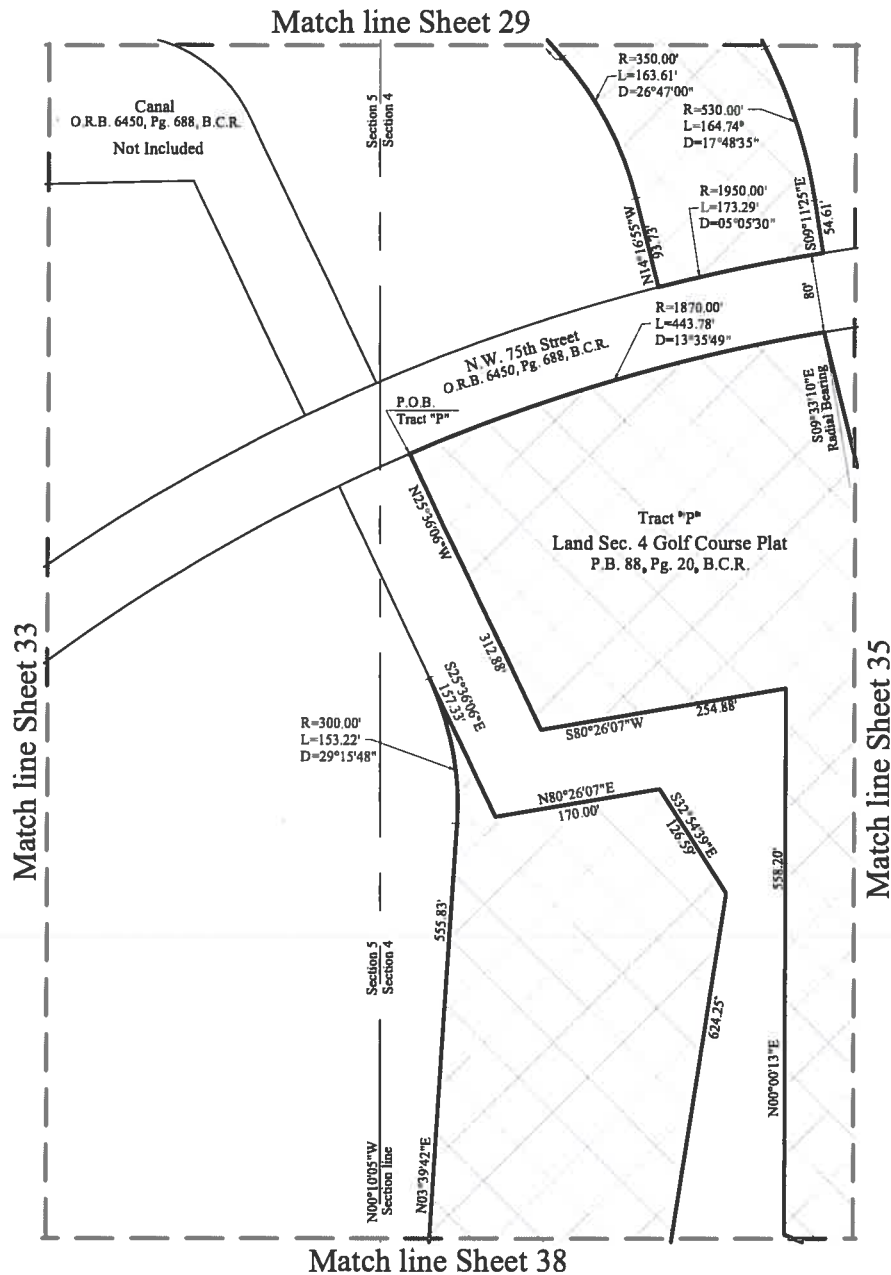 Match line Sheet 29
Canal
O.R.B. 6450, Pg. 688, B.C.R.
Not Included
Section 5
Section 4
R=350.00'
L=163.61'
D=26°47'00"
R=530.00'
L=164.74'
D=17°48'35"
R=1950.00'
L=173.29'
D=05°05'30"
N14°16'55"W
93.73'
S09°11'25"E
54.61'
80'
R=1870.00'
L=443.78'
D=13°35'49"
N.W. 75th Street
O.R.B. 6450, Pg. 688, B.C.R.
P.O.B.
Tract "P"
S09°33'10"E
Radial Bearing
N25°36'06"W
312.88'
Tract "P"
Land Sec. 4 Golf Course Plat
P.B. 88, Pg. 20, B.C.R.
Match line Sheet 33
Match line Sheet 35
S25°36'06"E
157.33'
R=300.00'
L=153.22'
D=29°15'48"
S80°26'07"W
254.88'
N80°26'07"E
170.00'
S32°54'39"E
126.59'
558.20'
555.83'
624.25'
Section 5
Section 4
N00°10'05"W
Section line
N03°39'42"E
N00°00'13"E
Match line Sheet 38